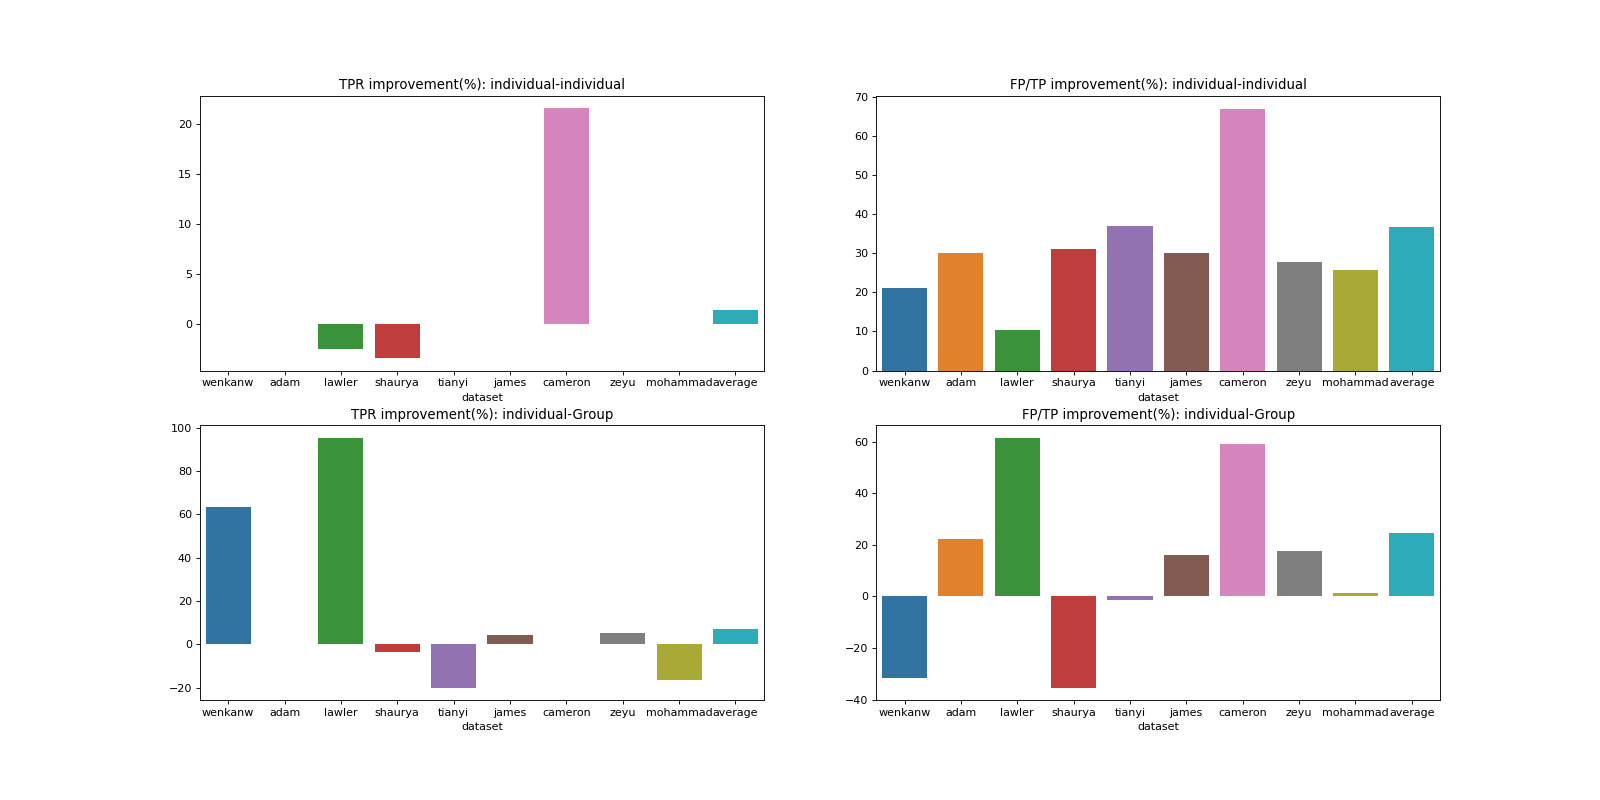 TPR improvement(%): individual-individual
20
15
10
5
0
wenkanw adam lawler shaurya tianyi james cameron zeyu mohammad average
dataset
FP/TP improvement(%): individual-individual
70
60
50
40
30
20
10
0
wenkanw adam lawler shaurya tianyi james cameron zeyu mohammad average
dataset
TPR improvement(%): individual-Group
100
80
60
40
20
0
−20
wenkanw adam lawler shaurya tianyi james cameron zeyu mohammad average
dataset
FP/TP improvement(%): individual-Group
60
40
20
0
−20
−40
wenkanw adam lawler shaurya tianyi james cameron zeyu mohammad average
dataset